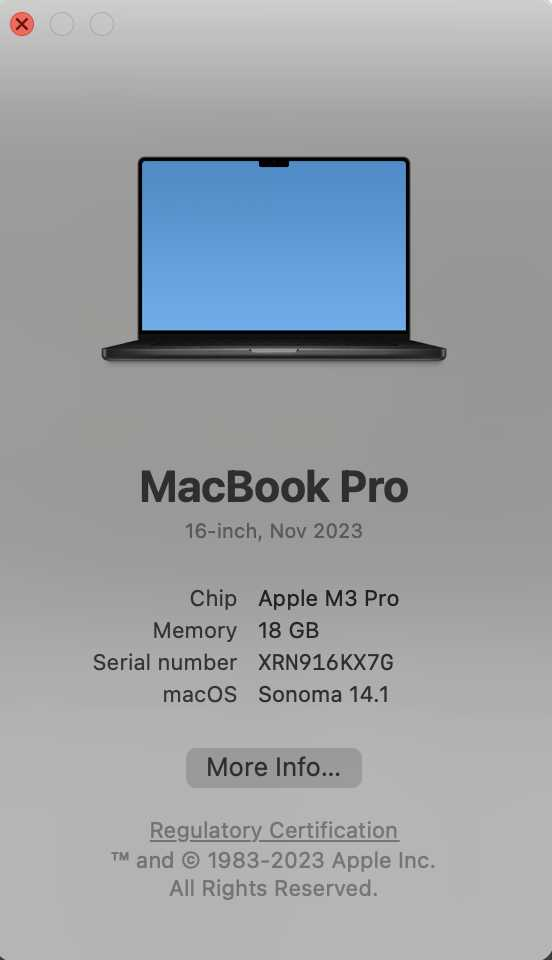 MacBook Pro
16-inch, Nov 2023
Chip Apple M3 Pro
Memory 18 GB
Serial number XRN916KX7G
macOS Sonoma 14.1
More Info...
Regulatory Certification
™ and © 1983-2023 Apple Inc.
All Rights Reserved.